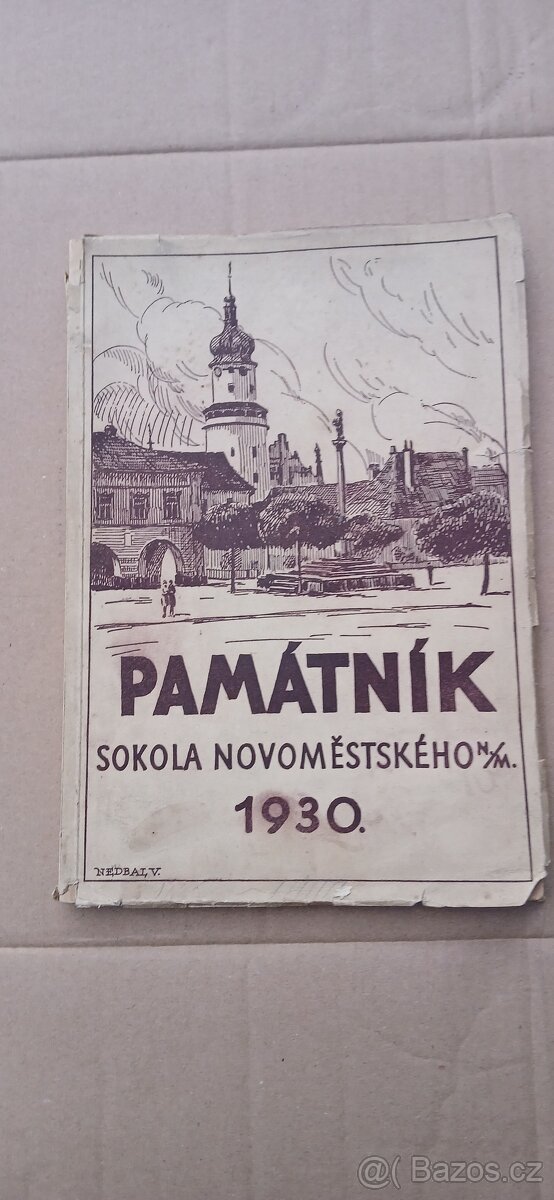 PAMÁTNÍK
SOKOLA NOVOMĚSTSKÉHO N/M.
1930.
NEDBAL, V.
@( Bazos.cz